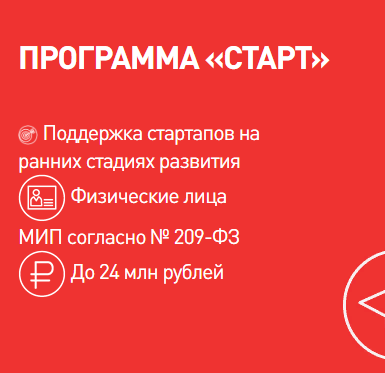 ПРОГРАММА «СТАРТ»
Поддержка стартапов на
ранних стадиях развития
Физические лица
МИП согласно № 209-ФЗ
До 24 млн рублей